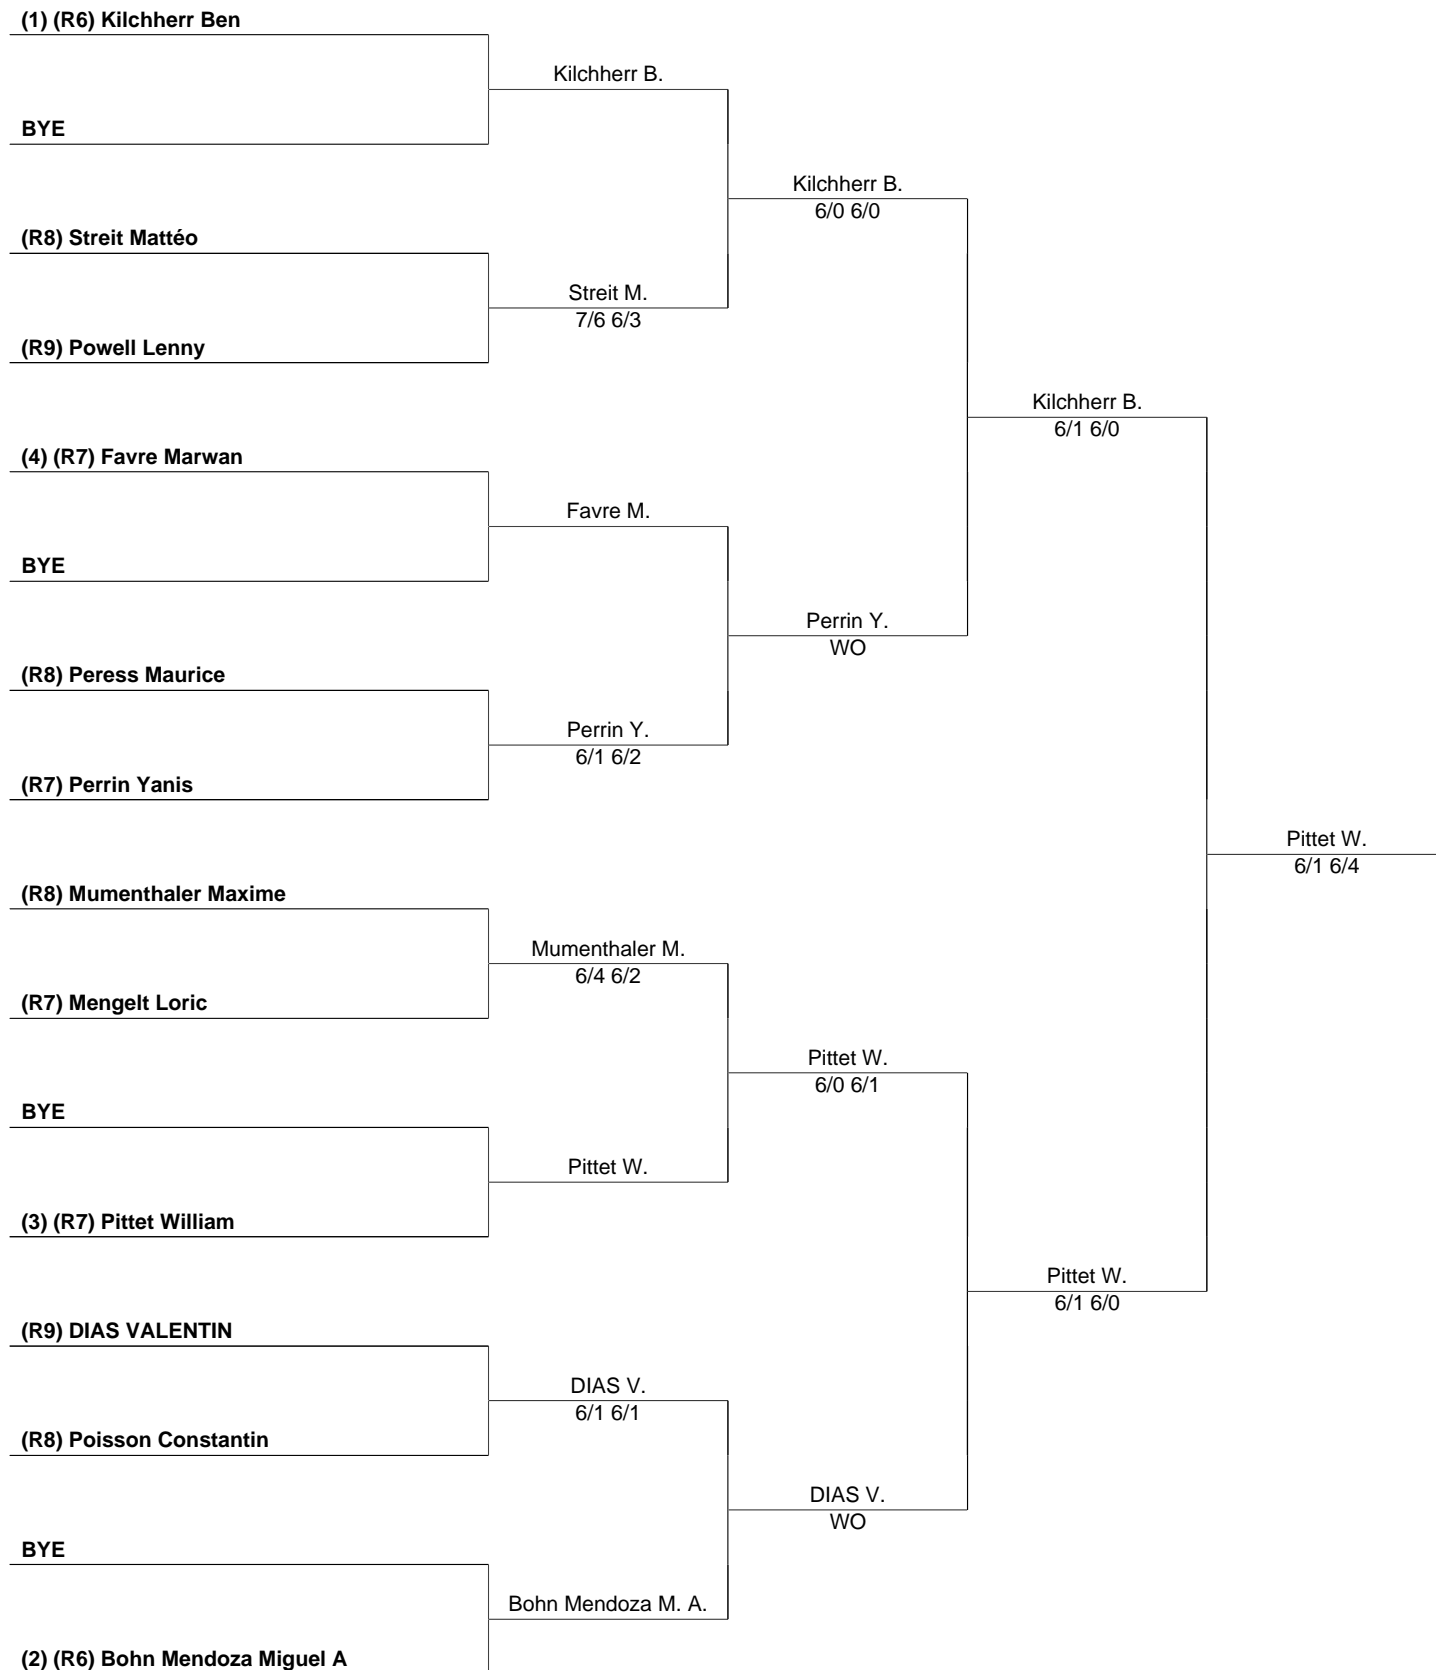 (1) (R6) Kilchherr Ben
Kilchherr B.
BYE
Kilchherr B.
6/0 6/0
(R8) Streit Mattéo
Streit M.
7/6 6/3
(R9) Powell Lenny
Kilchherr B.
6/1 6/0
(4) (R7) Favre Marwan
Favre M.
BYE
Perrin Y.
WO
(R8) Peress Maurice
Perrin Y.
6/1 6/2
(R7) Perrin Yanis
Pittet W.
6/1 6/4
(R8) Mumenthaler Maxime
Mumenthaler M.
6/4 6/2
(R7) Mengelt Loric
Pittet W.
6/0 6/1
BYE
Pittet W.
(3) (R7) Pittet William
Pittet W.
6/1 6/0
(R9) DIAS VALENTIN
DIAS V.
6/1 6/1
(R8) Poisson Constantin
DIAS V.
WO
BYE
Bohn Mendoza M. A.
(2) (R6) Bohn Mendoza Miguel A